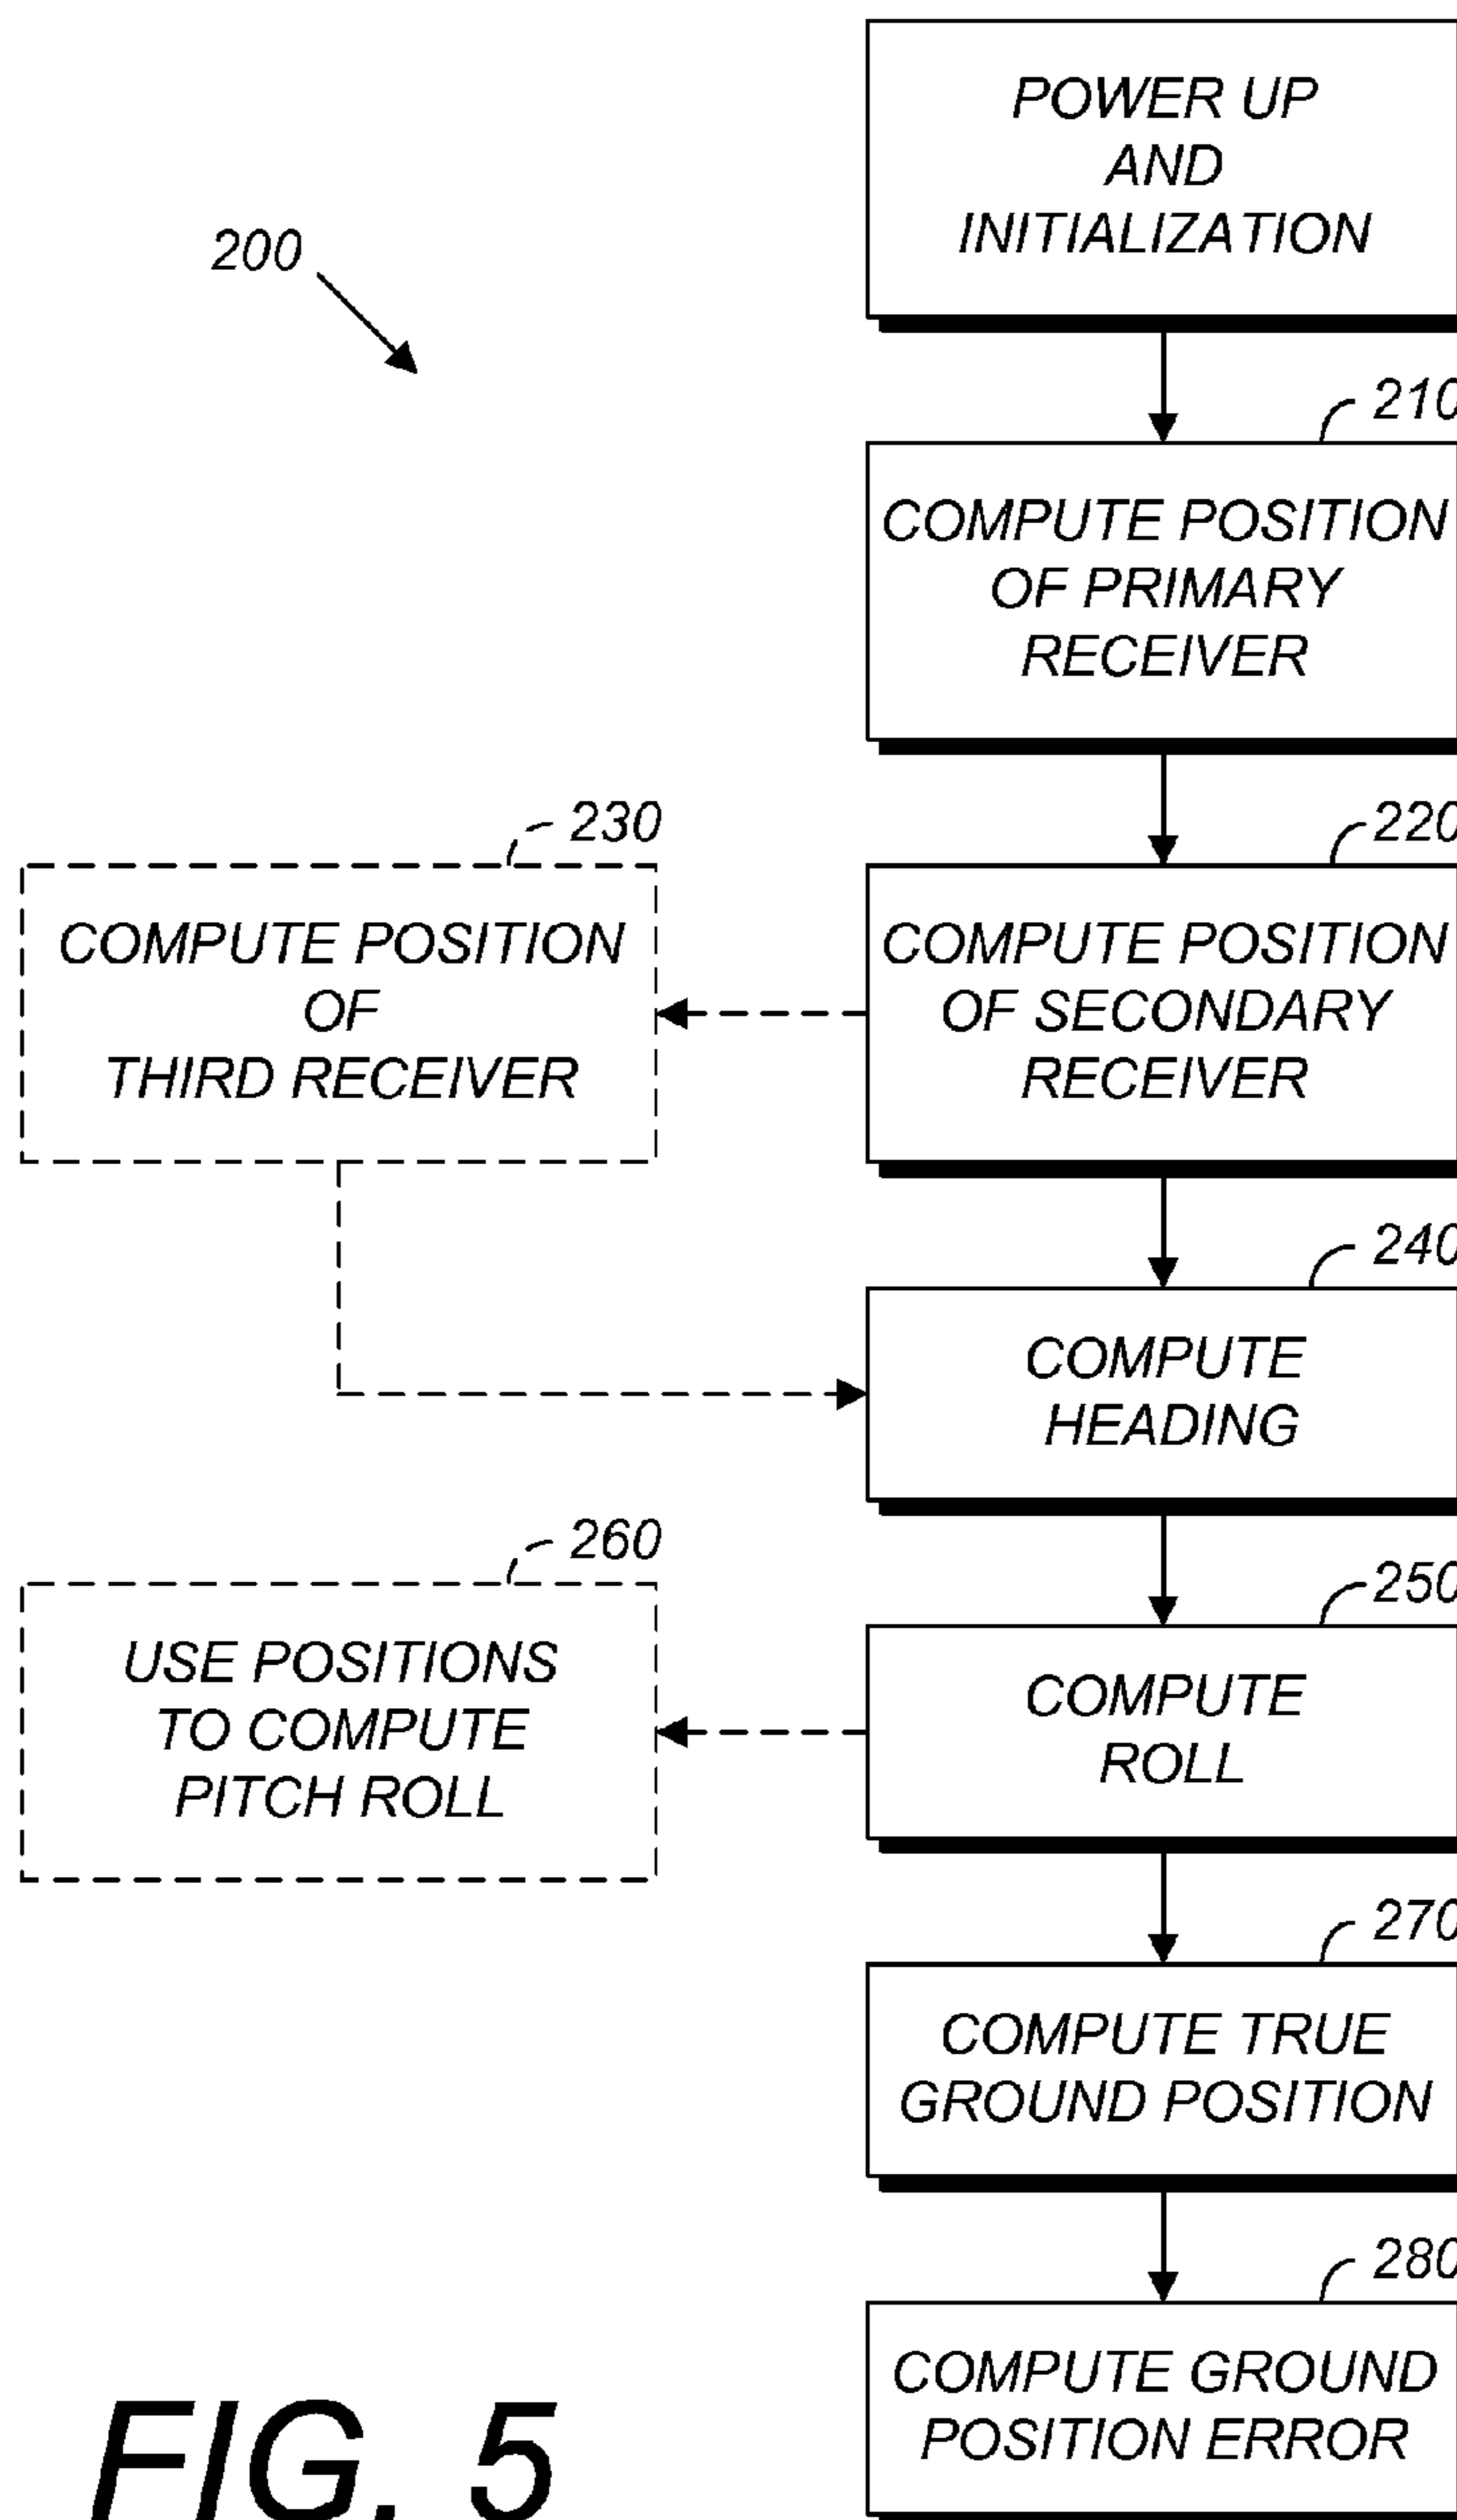 POWER UP
AND
INITIALIZATION
200
210
COMPUTE POSITION
OF PRIMARY
RECEIVER
230
220
COMPUTE POSITION
OF
THIRD RECEIVER
COMPUTE POSITION
OF SECONDARY
RECEIVER
240
COMPUTE
HEADING
260
250
USE POSITIONS
TO COMPUTE
PITCH ROLL
COMPUTE
ROLL
270
COMPUTE TRUE
GROUND POSITION
280
COMPUTE GROUND
POSITION ERROR
FIG. 5